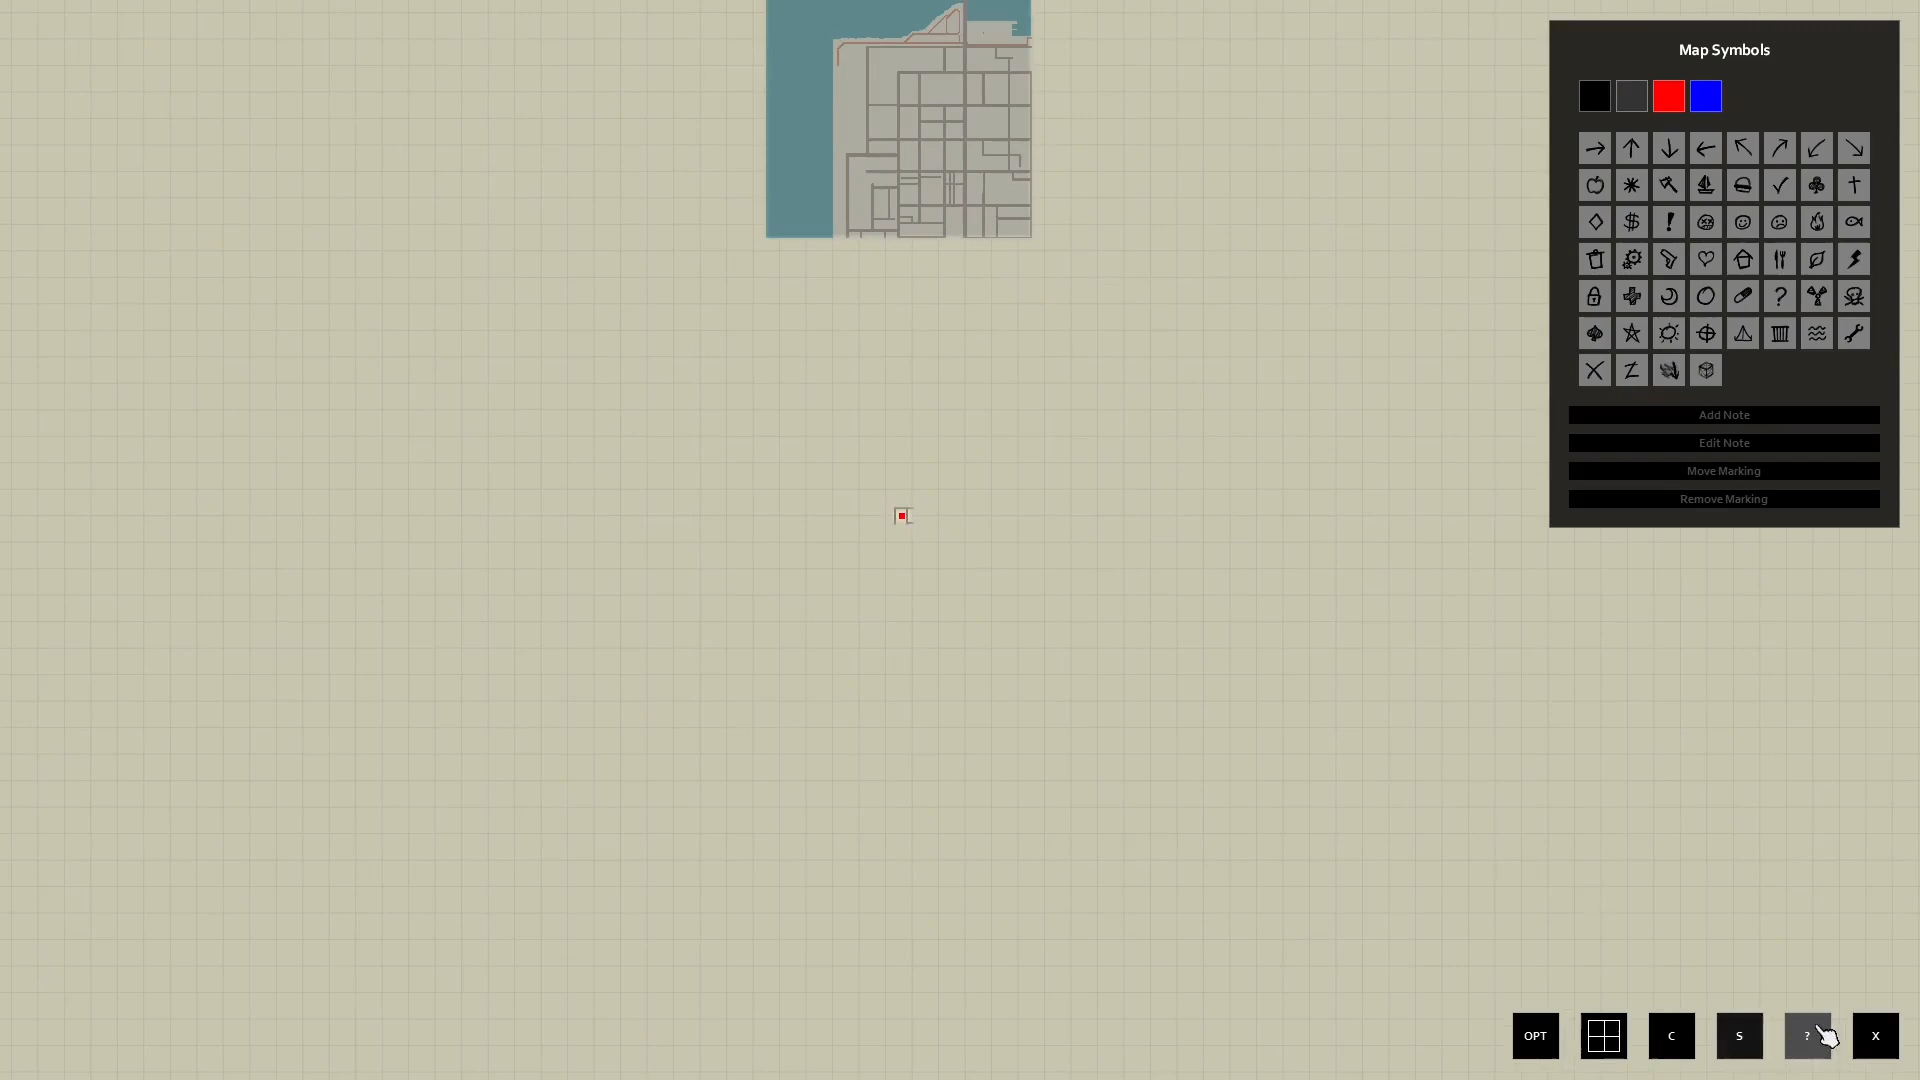 Map Symbols
Add Note
Edit Note
Move Marking
Remove Marking
OPT
C
S
?
X